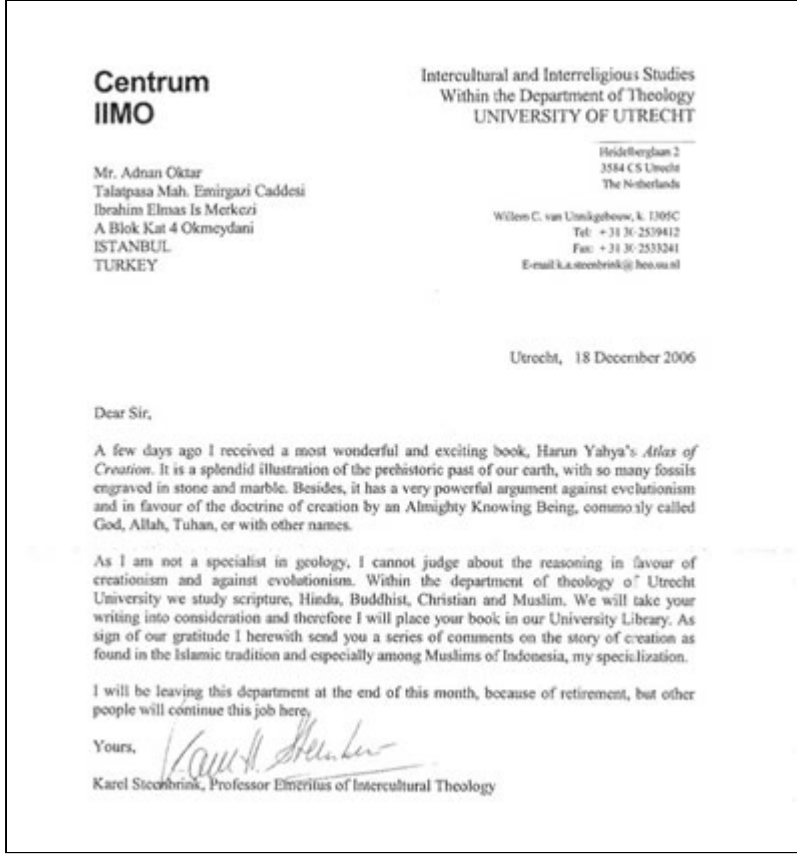 Centrum
IIMO
Intercultural and Interreligious Studies
Within the Department of Theology
UNIVERSITY OF UTRECHT
Heidelberglaan 2
3584 CS Utrecht
The Netherlands
Willem C. van Unnikgebouw, k. 1305C
Tel: +31 30-2539412
Fax: +31 30-2533241
E-mail k.a.steenbrink@
Mr. Adnan Oktar
Talatpasa Mah. Emirgazi Caddesi
Ibrahim Elmas Is Merkezi
A Blok Kat 4 Okmeydani
ISTANBUL
TURKEY
Utrecht, 18 December 2006
Dear Sir,
A few days ago I received a most wonderful and exciting book, Harun Yahya's Atlas of
Creation. It is a splendid illustration of the prehistoric past of our earth, with so many fossils
engraved in stone and marble. Besides, it has a very powerful argument against evolutionism
and in favour of the doctrine of creation by an Almighty Knowing Being, commonly called
God, Allah, Tuhan, or with other names.
As I am not a specialist in geology, I cannot judge about the reasoning in favour of
creationism and against evolutionism. Within the department of theology of Utrecht
University we study scripture, Hindu, Buddhist, Christian and Muslim. We will take your
writing into consideration and therefore I will place your book in our University Library. As
sign of our gratitude I herewith send you a series of comments on the story of creation as
found in the Islamic tradition and especially among Muslims of Indonesia, my specialization.
I will be leaving this department at the end of this month, because of retirement, but other
people will continue this job here,
Yours,
Karel Steenbrink, Professor Emeritus of Intercultural Theology